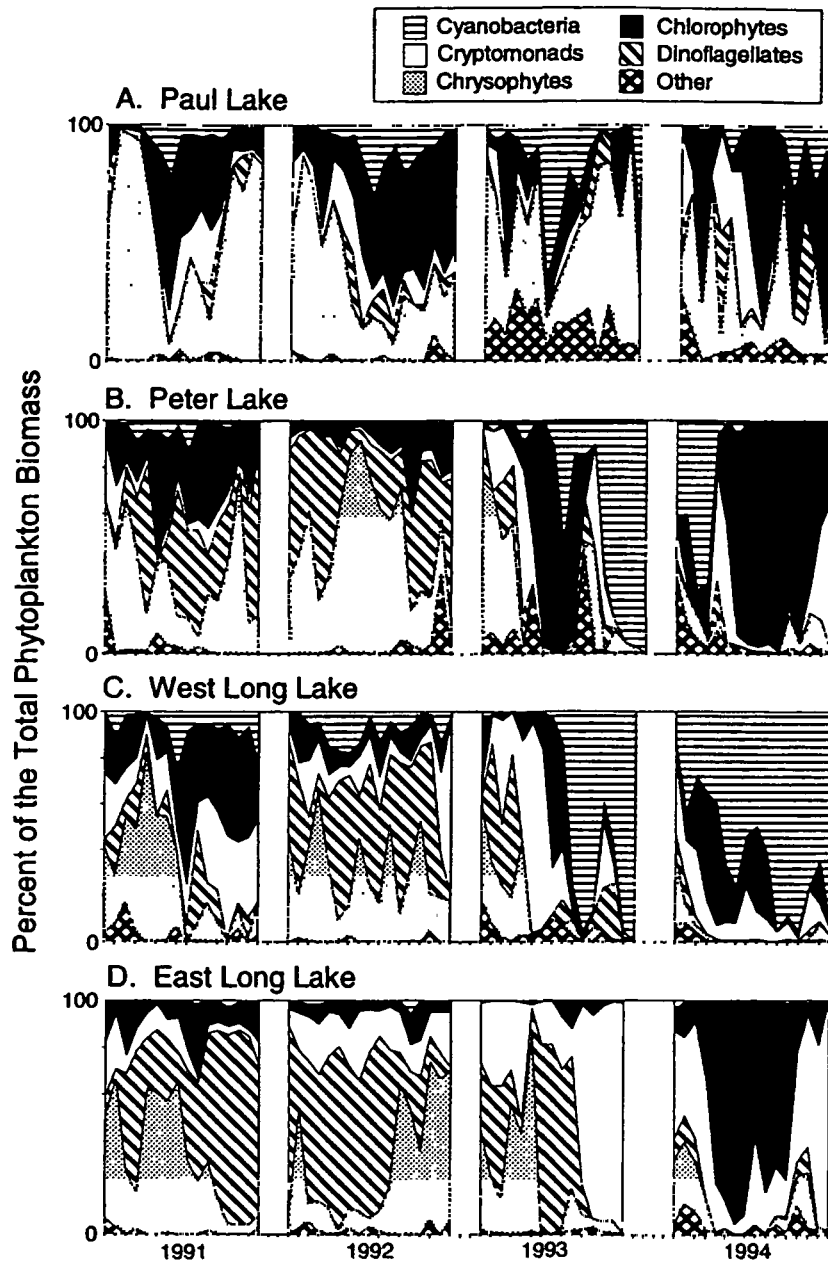 Cyanobacteria Chlorophytes
Cryptomonads Dinoflagellates
Chrysophytes Other
A. Paul Lake
100
0
B. Peter Lake
100
0
C. West Long Lake
100
0
D. East Long Lake
100
0
1991 1992 1993 1994
Percent of the Total Phytoplankton Biomass